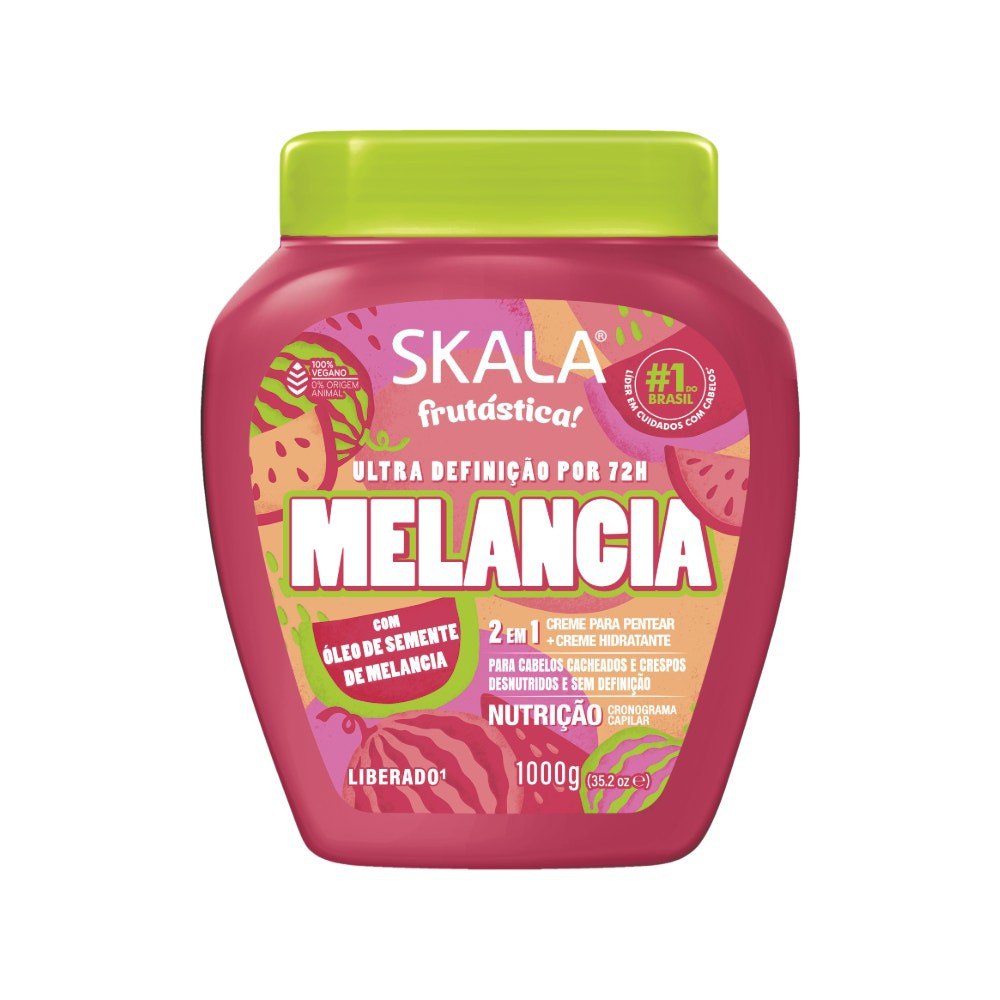 SKALA®
frutástica!
100%
VEGANO
0% ORIGEM
ANIMAL
#1 DO
BRASIL
LÍDER EM CUIDADOS COM CABELOS*
ULTRA DEFINIÇÃO POR 72H
MELANCIA
COM
ÓLEO DE SEMENTE
DE MELANCIA
2 EM 1 CREME PARA PENTEAR
+CREME HIDRATANTE
PARA CABELOS CACHEADOS E CRESPOS
DESNUTRIDOS E SEM DEFINIÇÃO
NUTRIÇÃO CRONOGRAMA
CAPILAR
LIBERADO¹
1000g (35.2 oz ℮)